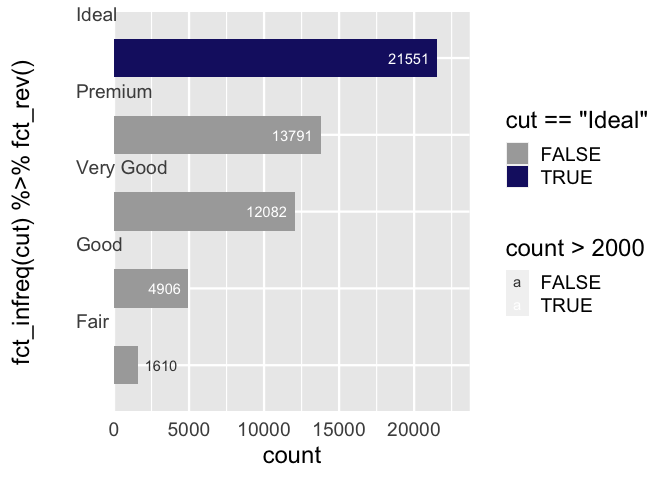 fct_infreq(cut) %>% fct_rev()
Ideal
21551
Premium
13791
Very Good
12082
Good
4906
Fair
1610
0 5000 10000 15000 20000
count
cut == "Ideal"
FALSE
TRUE
count > 2000
a FALSE
a TRUE